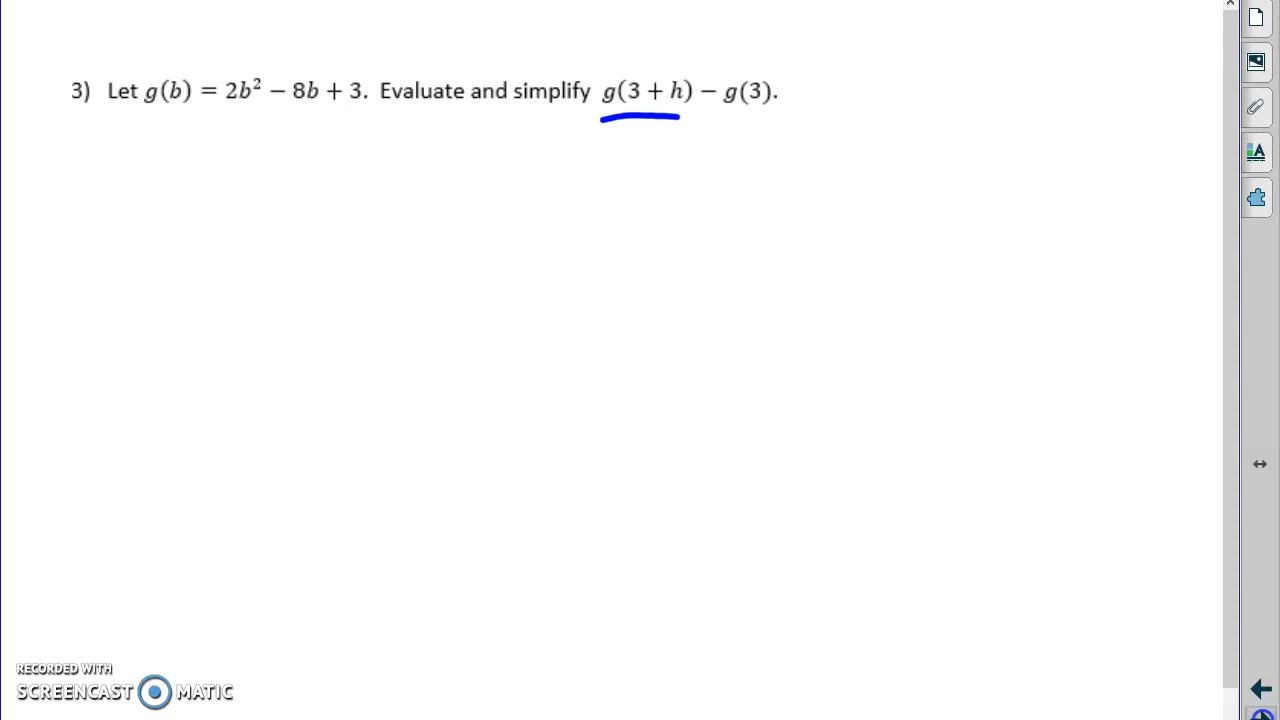 3) Let g(b) = 2b² − 8b + 3. Evaluate and simplify g(3 + h) − g(3).
RECORDED WITH
SCREENCAST MATIC